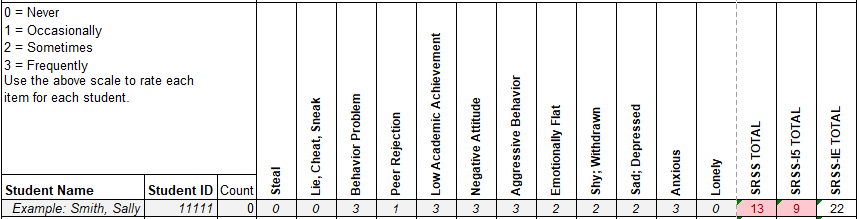 0 = Never
1 = Occasionally
2 = Sometimes
3 = Frequently
Use the above scale to rate each
item for each student.
Student Name Student ID Count Steal Lie, Cheat, Sneak Behavior Problem Peer Rejection Low Academic Achievement Negative Attitude Aggressive Behavior Emotionally Flat Shy; Withdrawn Sad; Depressed Anxious Lonely SRSS TOTAL SRSS-I5 TOTAL SRSS-IE TOTAL
Example: Smith, Sally 11111 0 0 0 3 1 3 3 3 2 2 2 3 0 13 9 22